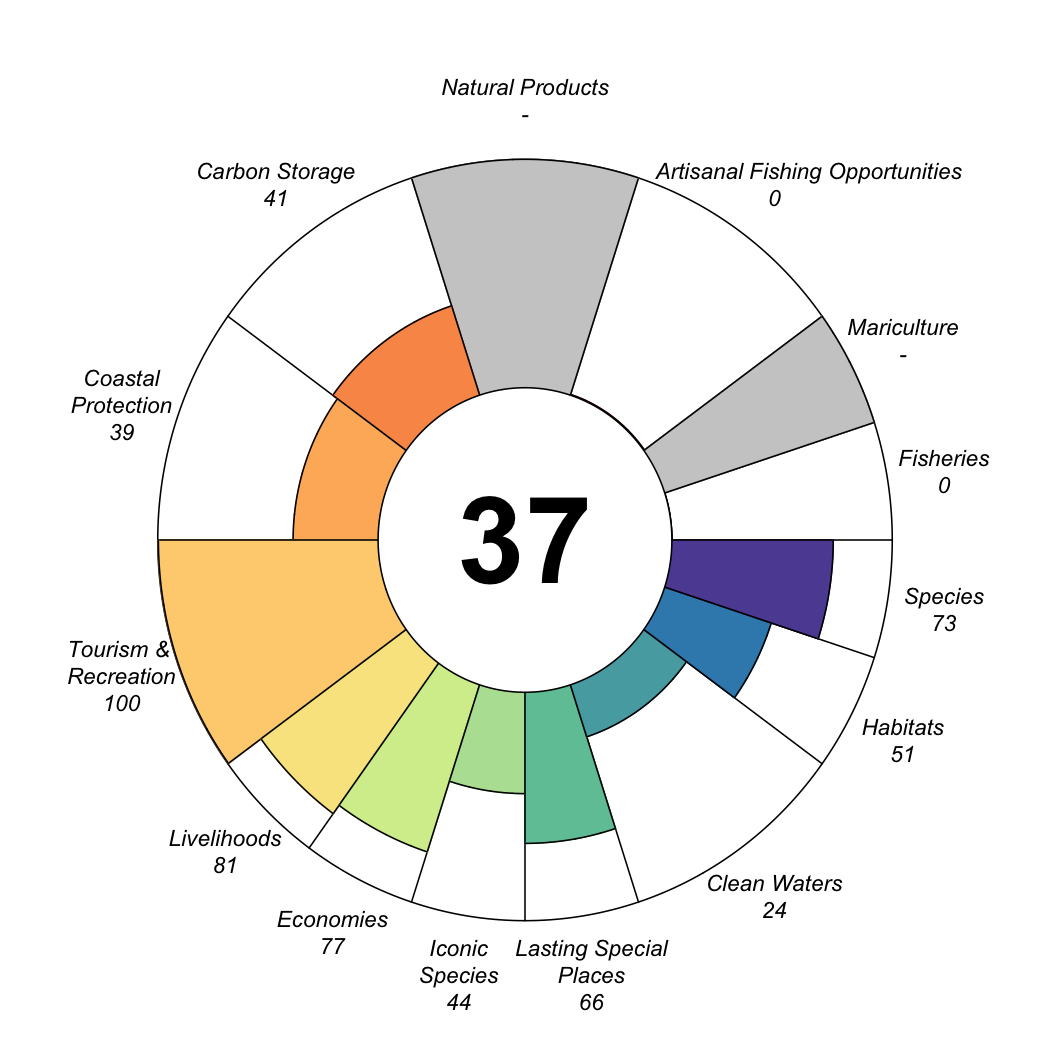 Natural Products
-
Artisanal Fishing Opportunities
0
Carbon Storage
41
Mariculture
-
Coastal
Protection
39
Fisheries
0
37
Species
73
Tourism &
Recreation
100
Habitats
51
Livelihoods
81
Clean Waters
24
Economies
77
Iconic
Species
44
Lasting Special
Places
66